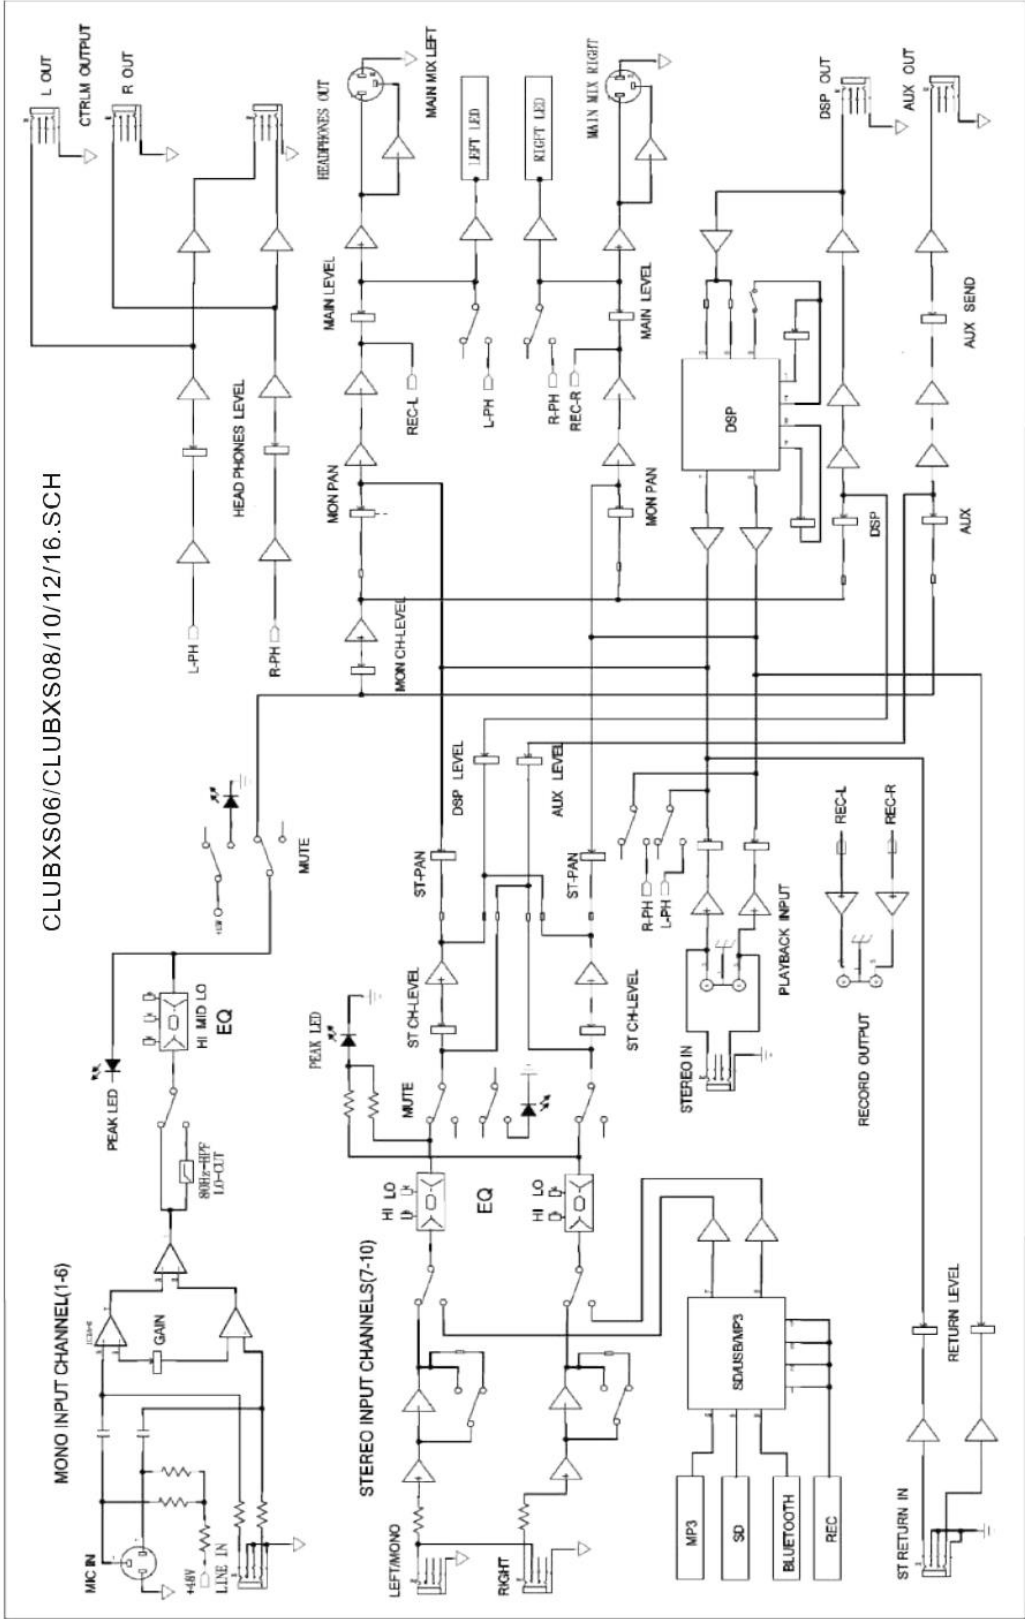 CLUBXS06/CLUBXS08/10/12/16.SCH
MONO INPUT CHANNEL(1-6)
MIC IN
+48V
LINE IN
GAIN
80Hz-HPF
LO-CUT
PEAK LED
HI MID LO
EQ
MUTE
L-PH
R-PH
HEAD PHONES LEVEL
L OUT
CTRLM OUTPUT
R OUT
HEADPHONES OUT
MON CH-LEVEL
MON PAN
MAIN LEVEL
REC-L
L-PH
LEFT LED
MAIN MIX LEFT
RIGHT LED
R-PH
REC-R
MON PAN
MAIN LEVEL
MAIN MIX RIGHT
STEREO INPUT CHANNELS(7-10)
LEFT/MONO
RIGHT
HI LO
EQ
HI LO
PEAK LED
MUTE
ST CH-LEVEL
ST-PAN
DSP LEVEL
AUX LEVEL
ST-PAN
ST CH-LEVEL
DSP
DSP
DSP OUT
AUX
AUX SEND
AUX OUT
MP3
SD
BLUETOOTH
REC
SD/USB/MP3
STEREO IN
PLAYBACK INPUT
R-PH
L-PH
RECORD OUTPUT
REC-L
REC-R
ST RETURN IN
RETURN LEVEL